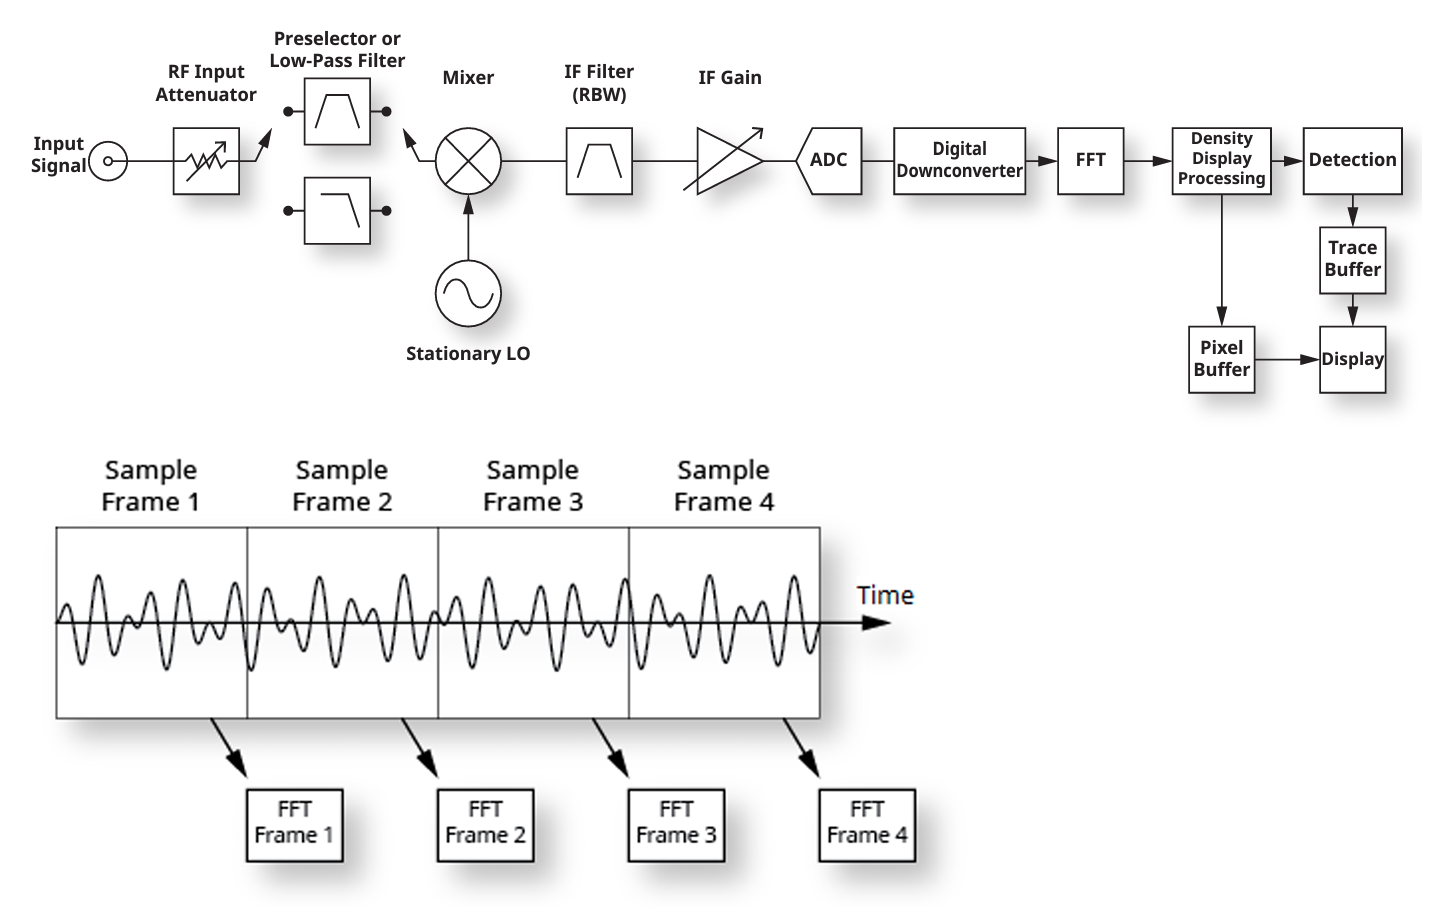 Preselector or
Low-Pass Filter
RF Input
Attenuator
Mixer
IF Filter
(RBW)
IF Gain
Input
Signal
ADC
Digital
Downconverter
FFT
Density
Display
Processing
Detection
Trace
Buffer
Pixel
Buffer
Display
Stationary LO
Sample
Frame 1
Sample
Frame 2
Sample
Frame 3
Sample
Frame 4
Time
FFT
Frame 1
FFT
Frame 2
FFT
Frame 3
FFT
Frame 4